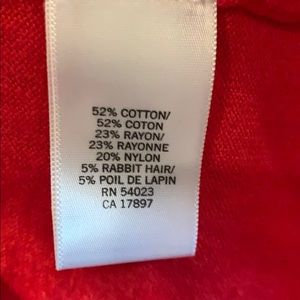 52% COTTON/
52% COTON
23% RAYON/
23% RAYONNE
20% NYLON
5% RABBIT HAIR/
5% POIL DE LAPIN
RN 54023
CA 17897